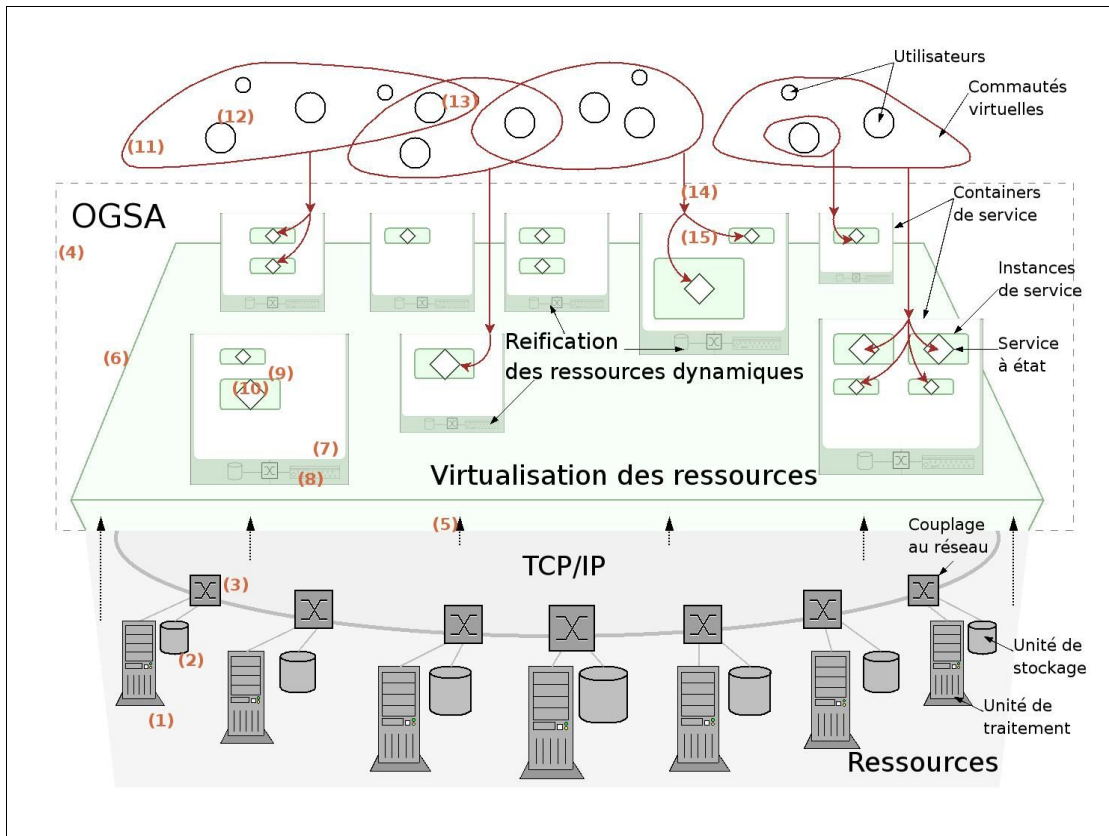 Utilisateurs
Commautés
virtuelles
(13)
(12)
(11)
(14)
Containers
de service
OGSA
(15)
(4)
Instances
de service
Reification
Service
à état
(6)
des ressources dynamiques
(9)
(10)
(7)
Virtualisation des ressources
(8)
(5)
Couplage
au réseau
TCP/IP
(3)
Unité de
stockage
(2)
Unité de
traitement
(1)
Ressources